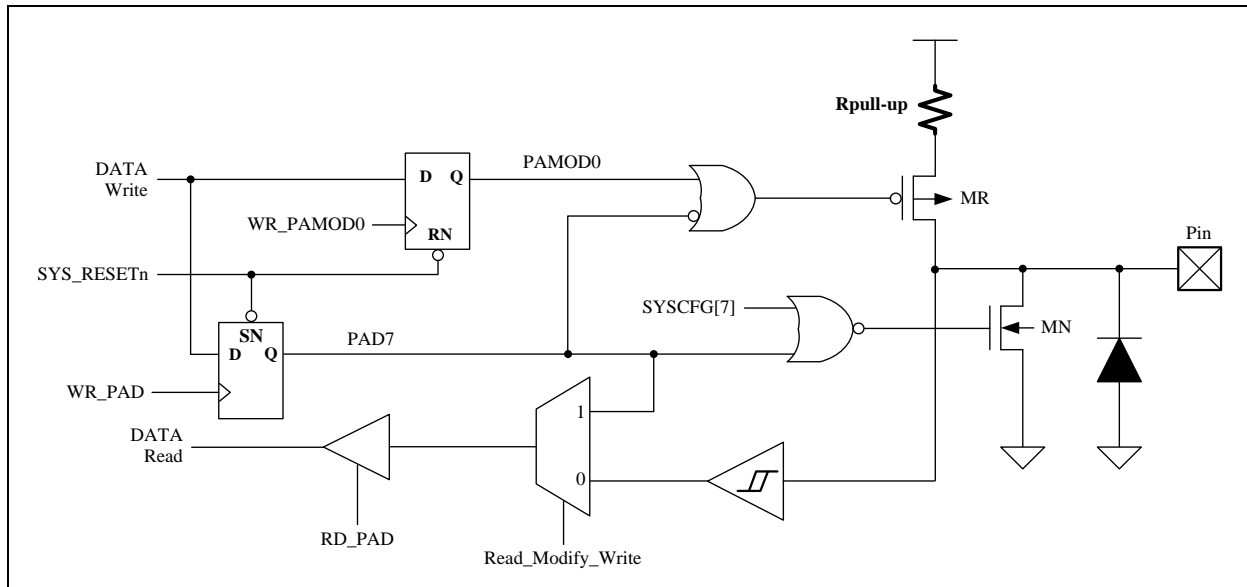 Rpull-up
DATA
Write
D
Q
PAMOD0
MR
WR_PAMOD0
RN
Pin
SYS_RESETn
SYSCFG[7]
SN
D
Q
PAD7
MN
WR_PAD
1
DATA
Read
0
RD_PAD
Read_Modify_Write